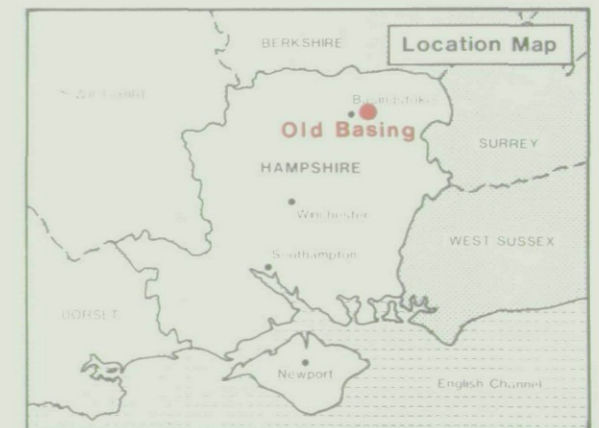 BERKSHIRE
Location Map
Basingstoke
Old Basing
SURREY
HAMPSHIRE
Winchester
WEST SUSSEX
Southampton
DORSET
Newport
English Channel